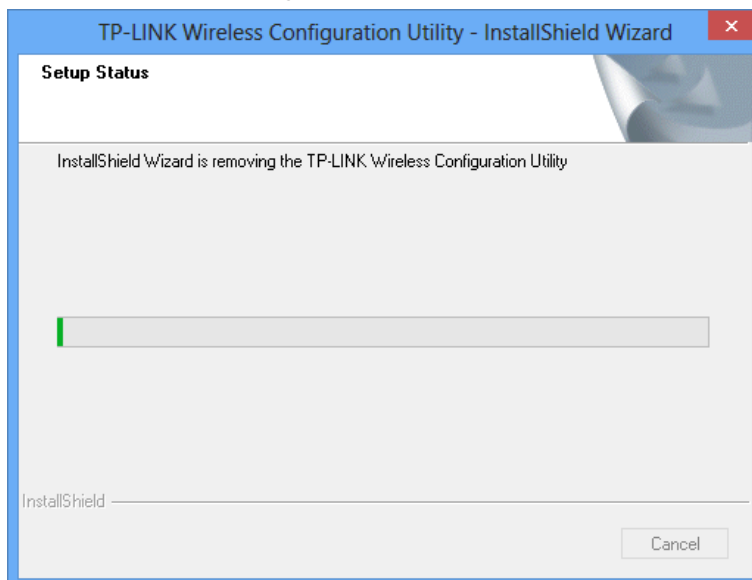 TP-LINK Wireless Configuration Utility - InstallShield Wizard
Setup Status
InstallShield Wizard is removing the TP-LINK Wireless Configuration Utility
InstallShield
Cancel